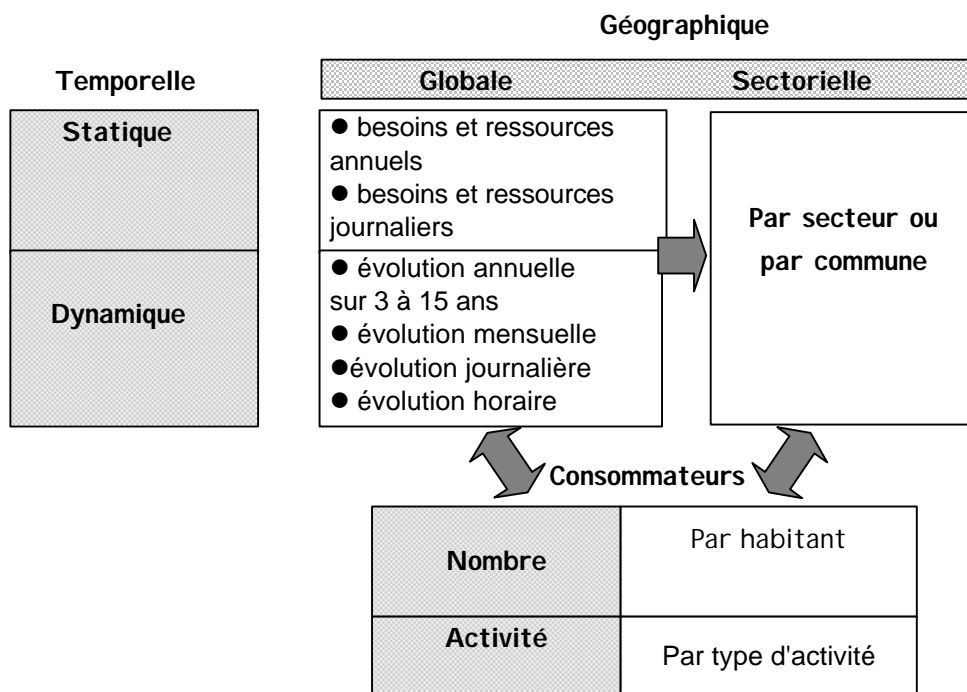 Géographique
Temporelle
Globale
Sectorielle
Statique
● besoins et ressources
annuels
● besoins et ressources
journaliers
Par secteur ou
par commune
Dynamique
● évolution annuelle
sur 3 à 15 ans
● évolution mensuelle
●évolution journalière
● évolution horaire
Consommateurs
Nombre
Par habitant
Activité
Par type d'activité